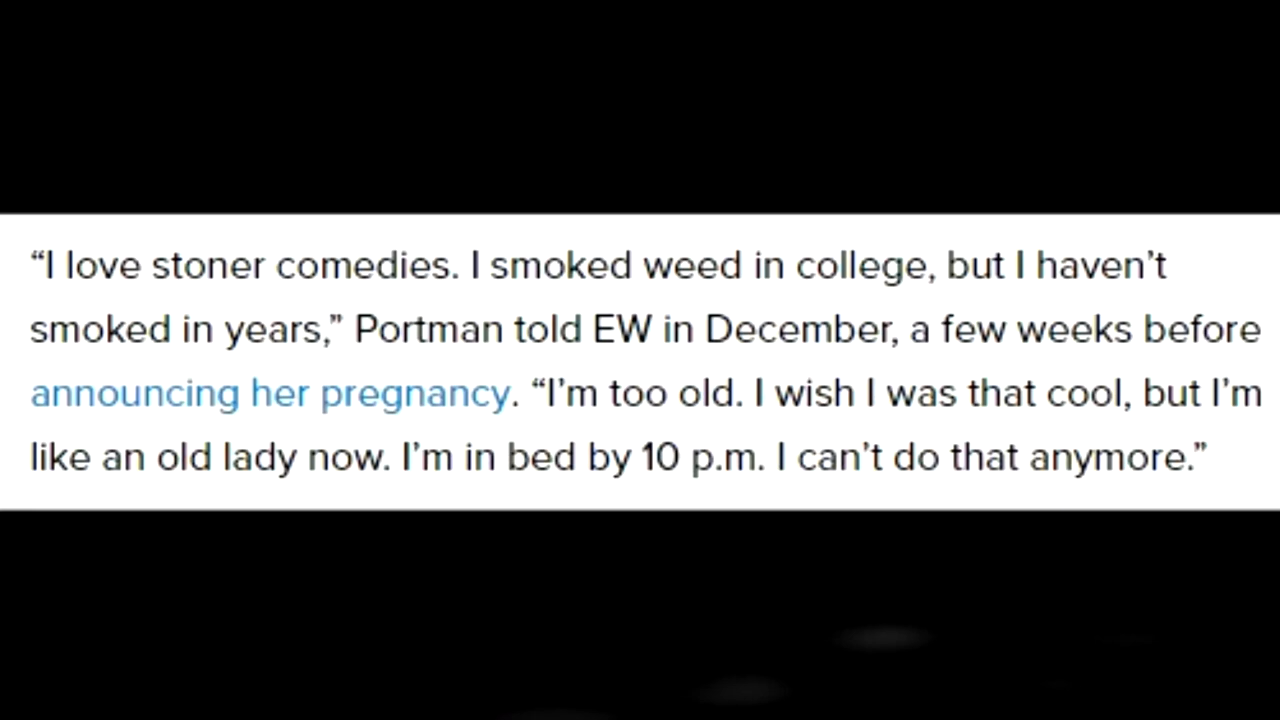 “I love stoner comedies. I smoked weed in college, but I haven’t
smoked in years,” Portman told EW in December, a few weeks before
announcing her pregnancy. “I’m too old. I wish I was that cool, but I’m
like an old lady now. I’m in bed by 10 p.m. I can’t do that anymore.”